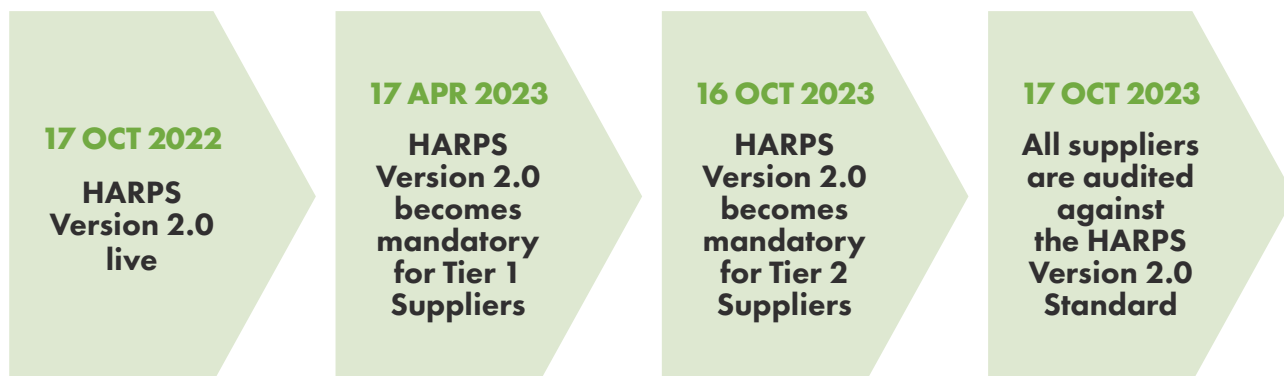 17 OCT 2022
HARPS
Version 2.0
live
17 APR 2023
HARPS
Version 2.0
becomes
mandatory
for Tier 1
Suppliers
16 OCT 2023
HARPS
Version 2.0
becomes
mandatory
for Tier 2
Suppliers
17 OCT 2023
All suppliers
are audited
against
the HARPS
Version 2.0
Standard